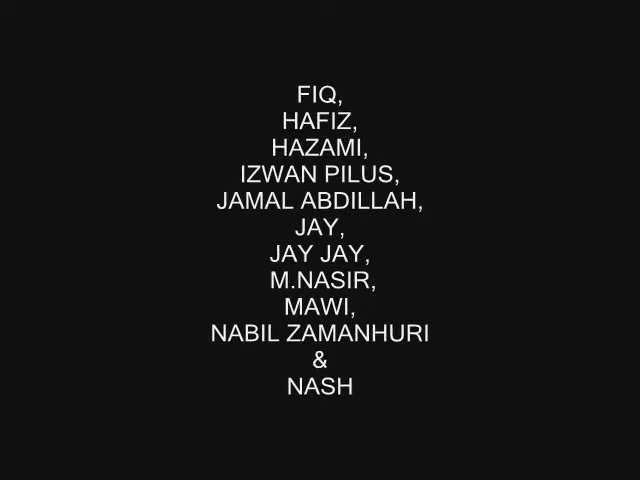 FIQ,
HAFIZ,
HAZAMI,
IZWAN PILUS,
JAMAL ABDILLAH,
JAY,
JAY JAY,
M.NASIR,
MAWI,
NABIL ZAMANHURI
&
NASH